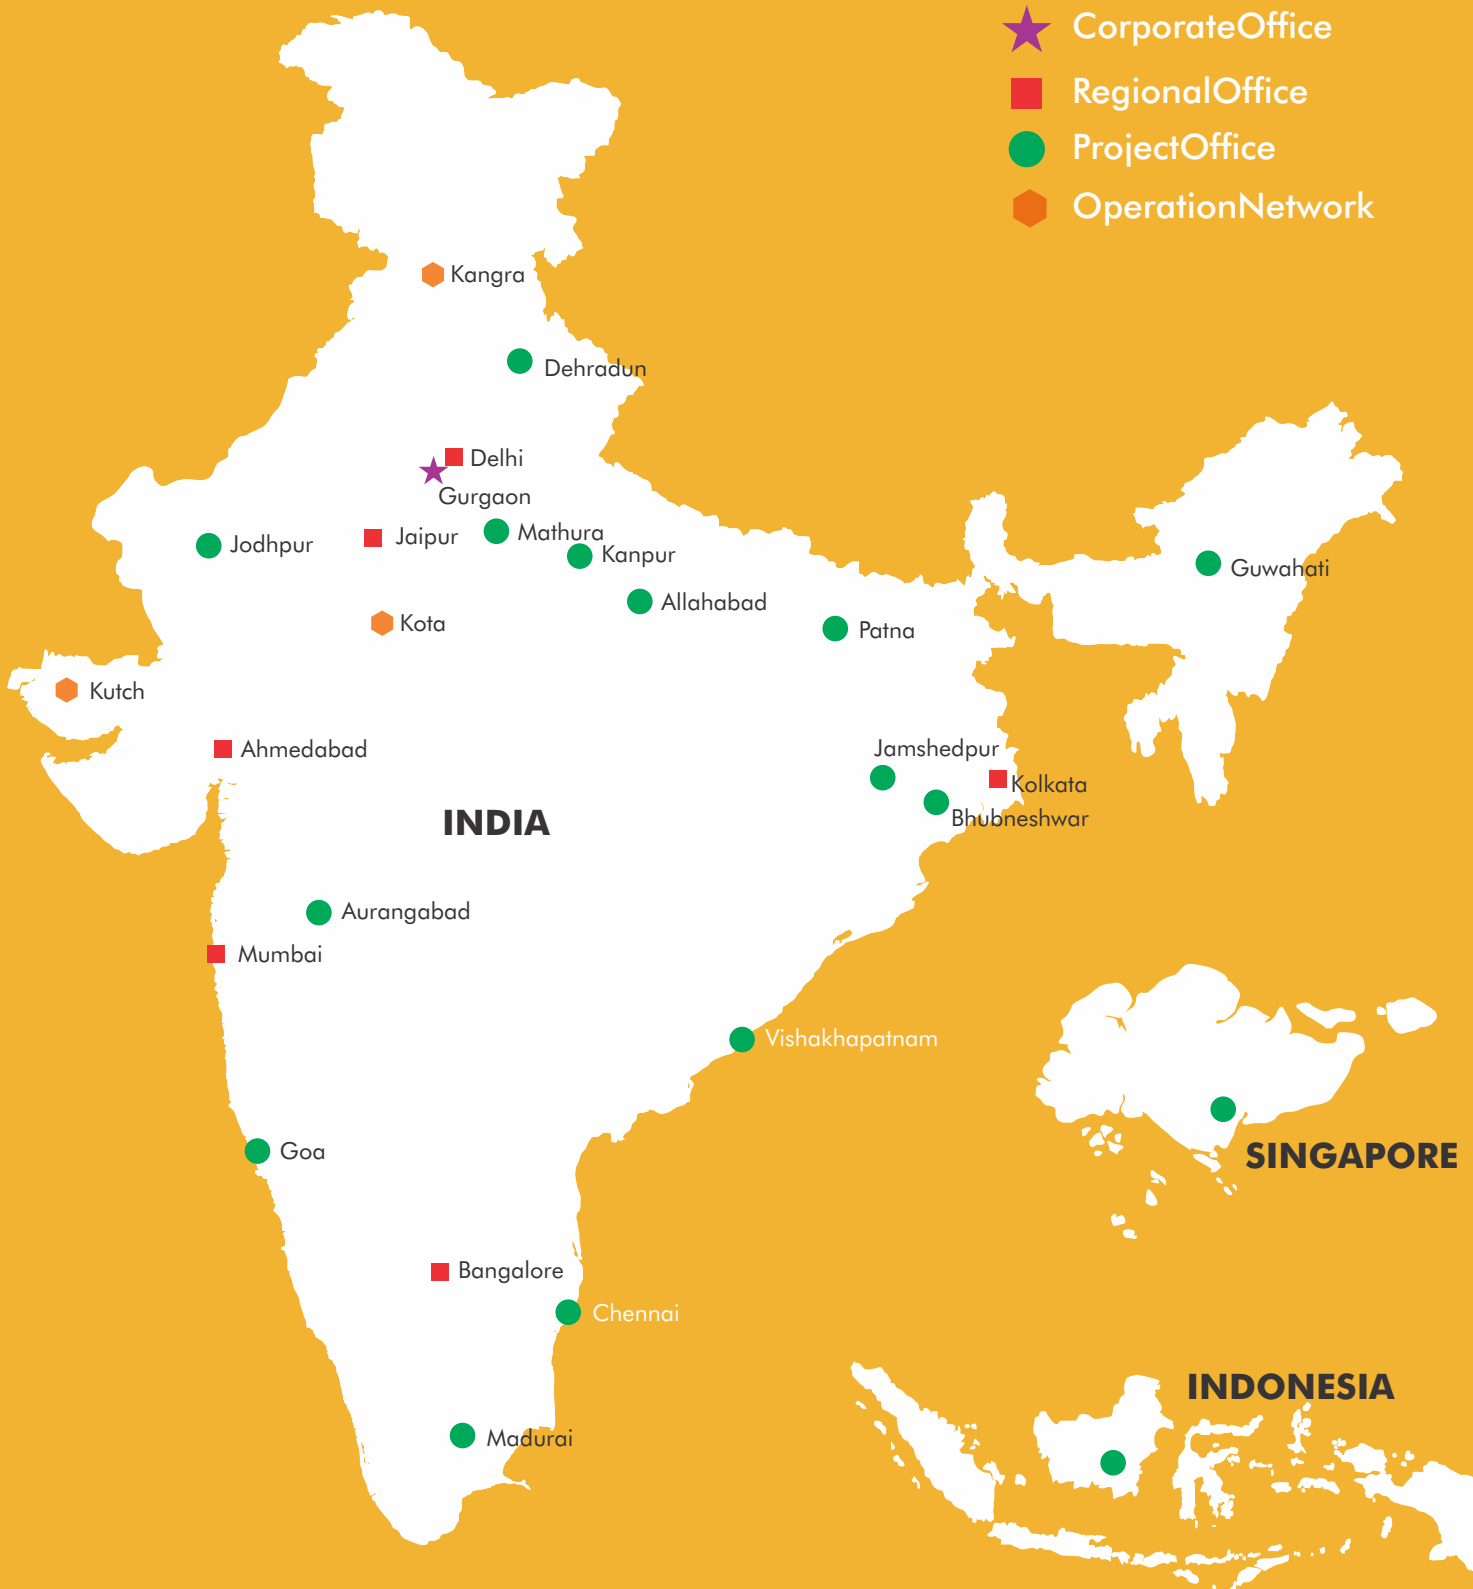 CorporateOffice
RegionalOffice
ProjectOffice
OperationNetwork
Kangra
Dehradun
Delhi
Gurgaon
Jodhpur
Jaipur
Mathura
Kanpur
Guwahati
Allahabad
Kota
Patna
Kutch
Ahmedabad
Jamshedpur
Kolkata
Bhubneshwar
INDIA
Aurangabad
Mumbai
Vishakhapatnam
Goa
SINGAPORE
Bangalore
Chennai
INDONESIA
Madurai